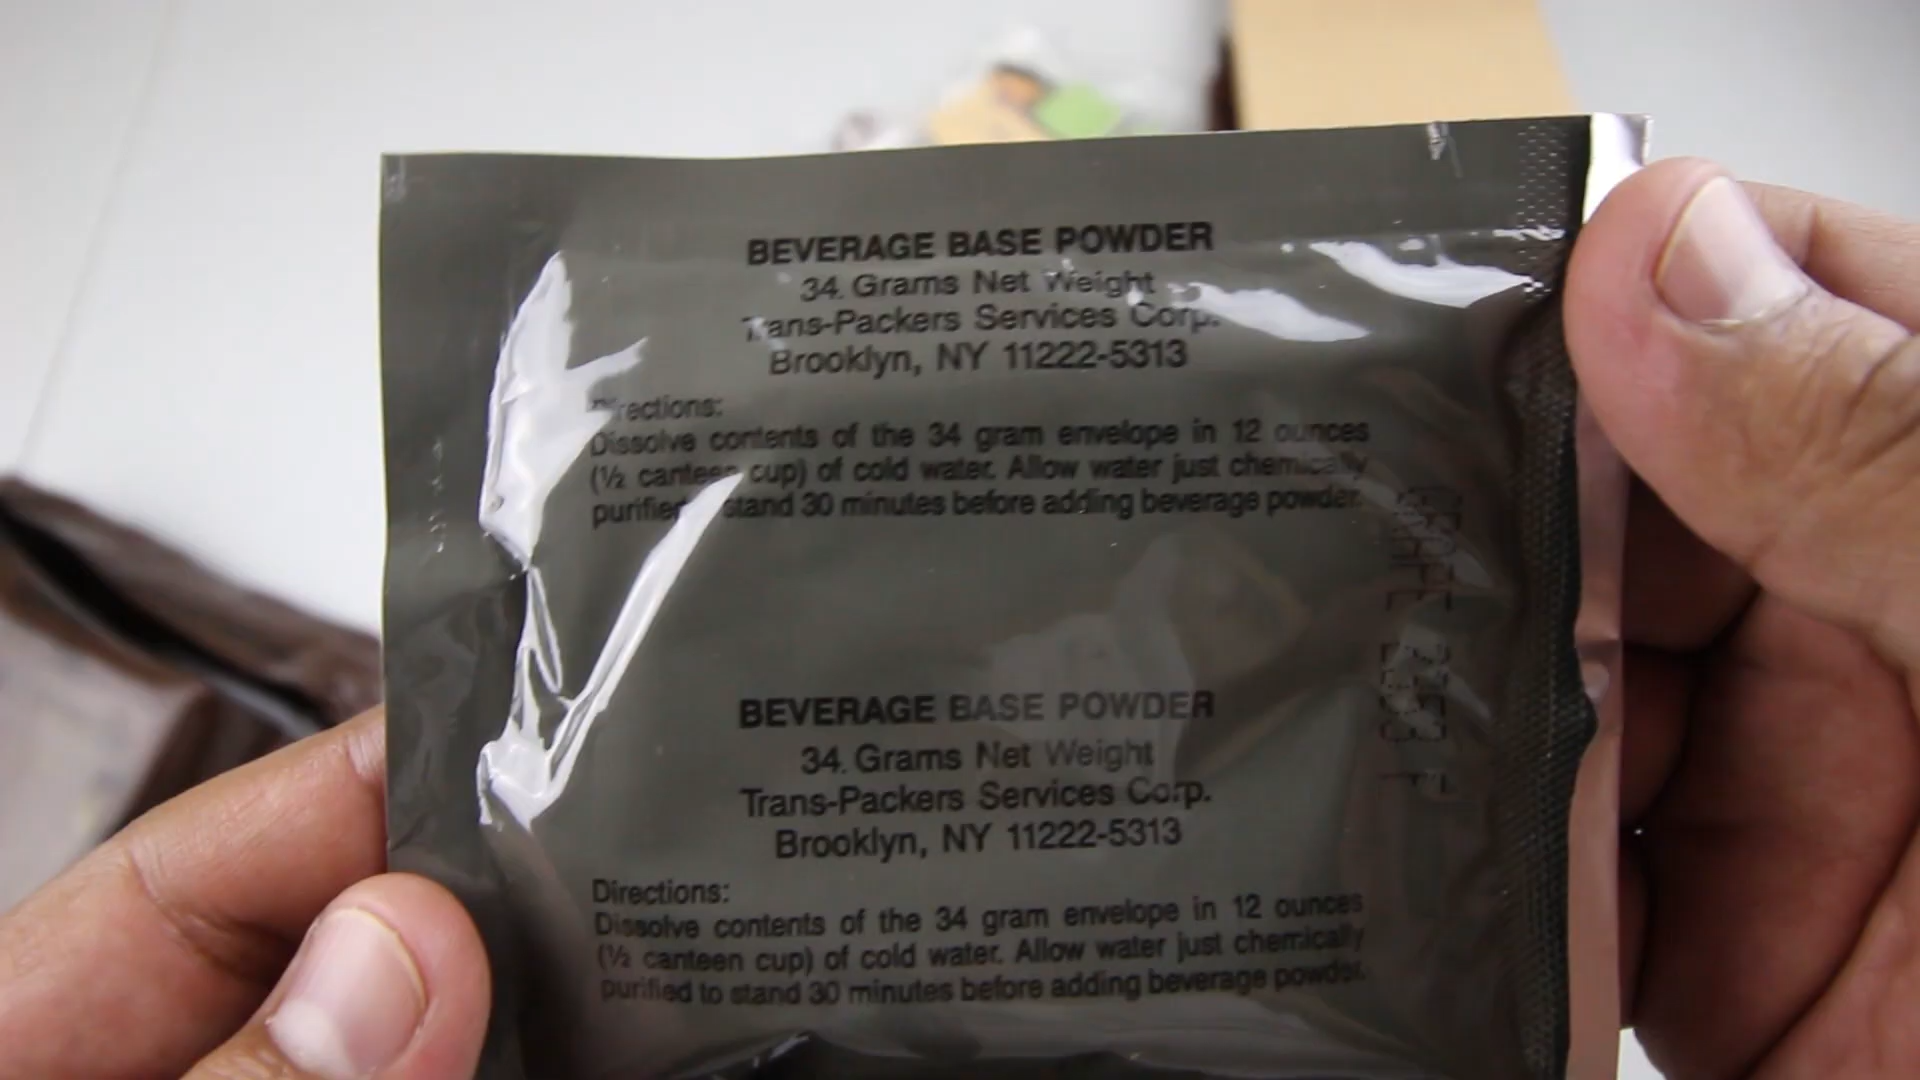 BEVERAGE BASE POWDER
34 Grams Net Weight
Trans-Packers Services Corp.
Brooklyn, NY 11222-5313
Directions:
Dissolve contents of the 34 gram envelope in 12 ounces
(½ canteen cup) of cold water. Allow water just chemically
purified stand 30 minutes before adding beverage powder.
BEVERAGE BASE POWDER
34 Grams Net Weight
Trans-Packers Services Corp.
Brooklyn, NY 11222-5313
Directions:
Dissolve contents of the 34 gram envelope in 12 ounces
(½ canteen cup) of cold water. Allow water just chemically
purified to stand 30 minutes before adding beverage powder.
GRAPE